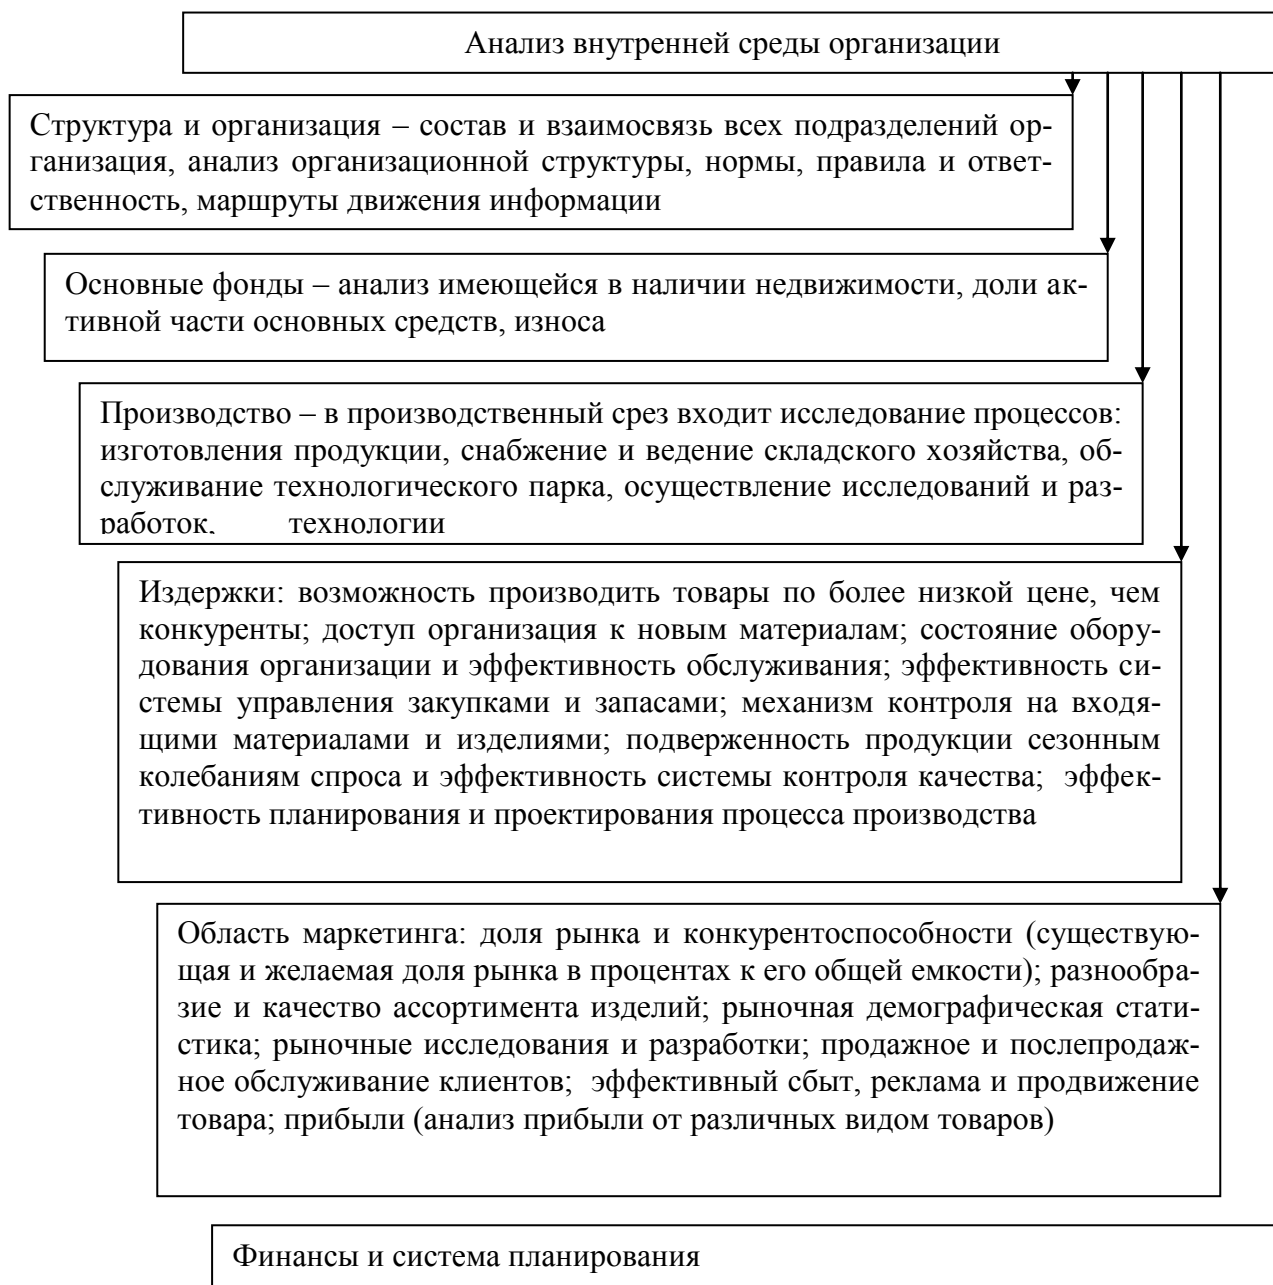 Анализ внутренней среды организации
Структура и организация – состав и взаимосвязь всех подразделений ор-
ганизация, анализ организационной структуры, нормы, правила и ответ-
ственность, маршруты движения информации
Основные фонды – анализ имеющейся в наличии недвижимости, доли ак-
тивной части основных средств, износа
Производство – в производственный срез входит исследование процессов:
изготовления продукции, снабжение и ведение складского хозяйства, об-
служивание технологического парка, осуществление исследований и раз-
работок, технологии
Издержки: возможность производить товары по более низкой цене, чем
конкуренты; доступ организация к новым материалам; состояние обору-
дования организации и эффективность обслуживания; эффективность си-
стемы управления закупками и запасами; механизм контроля на входя-
щими материалами и изделиями; подверженность продукции сезонным
колебаниям спроса и эффективность системы контроля качества; эффек-
тивность планирования и проектирования процесса производства
Область маркетинга: доля рынка и конкурентоспособности (существую-
щая и желаемая доля рынка в процентах к его общей емкости); разнообра-
зие и качество ассортимента изделий; рыночная демографическая стати-
стика; рыночные исследования и разработки; продажное и послепродаж-
ное обслуживание клиентов; эффективный сбыт, реклама и продвижение
товара; прибыли (анализ прибыли от различных видом товаров)
Финансы и система планирования